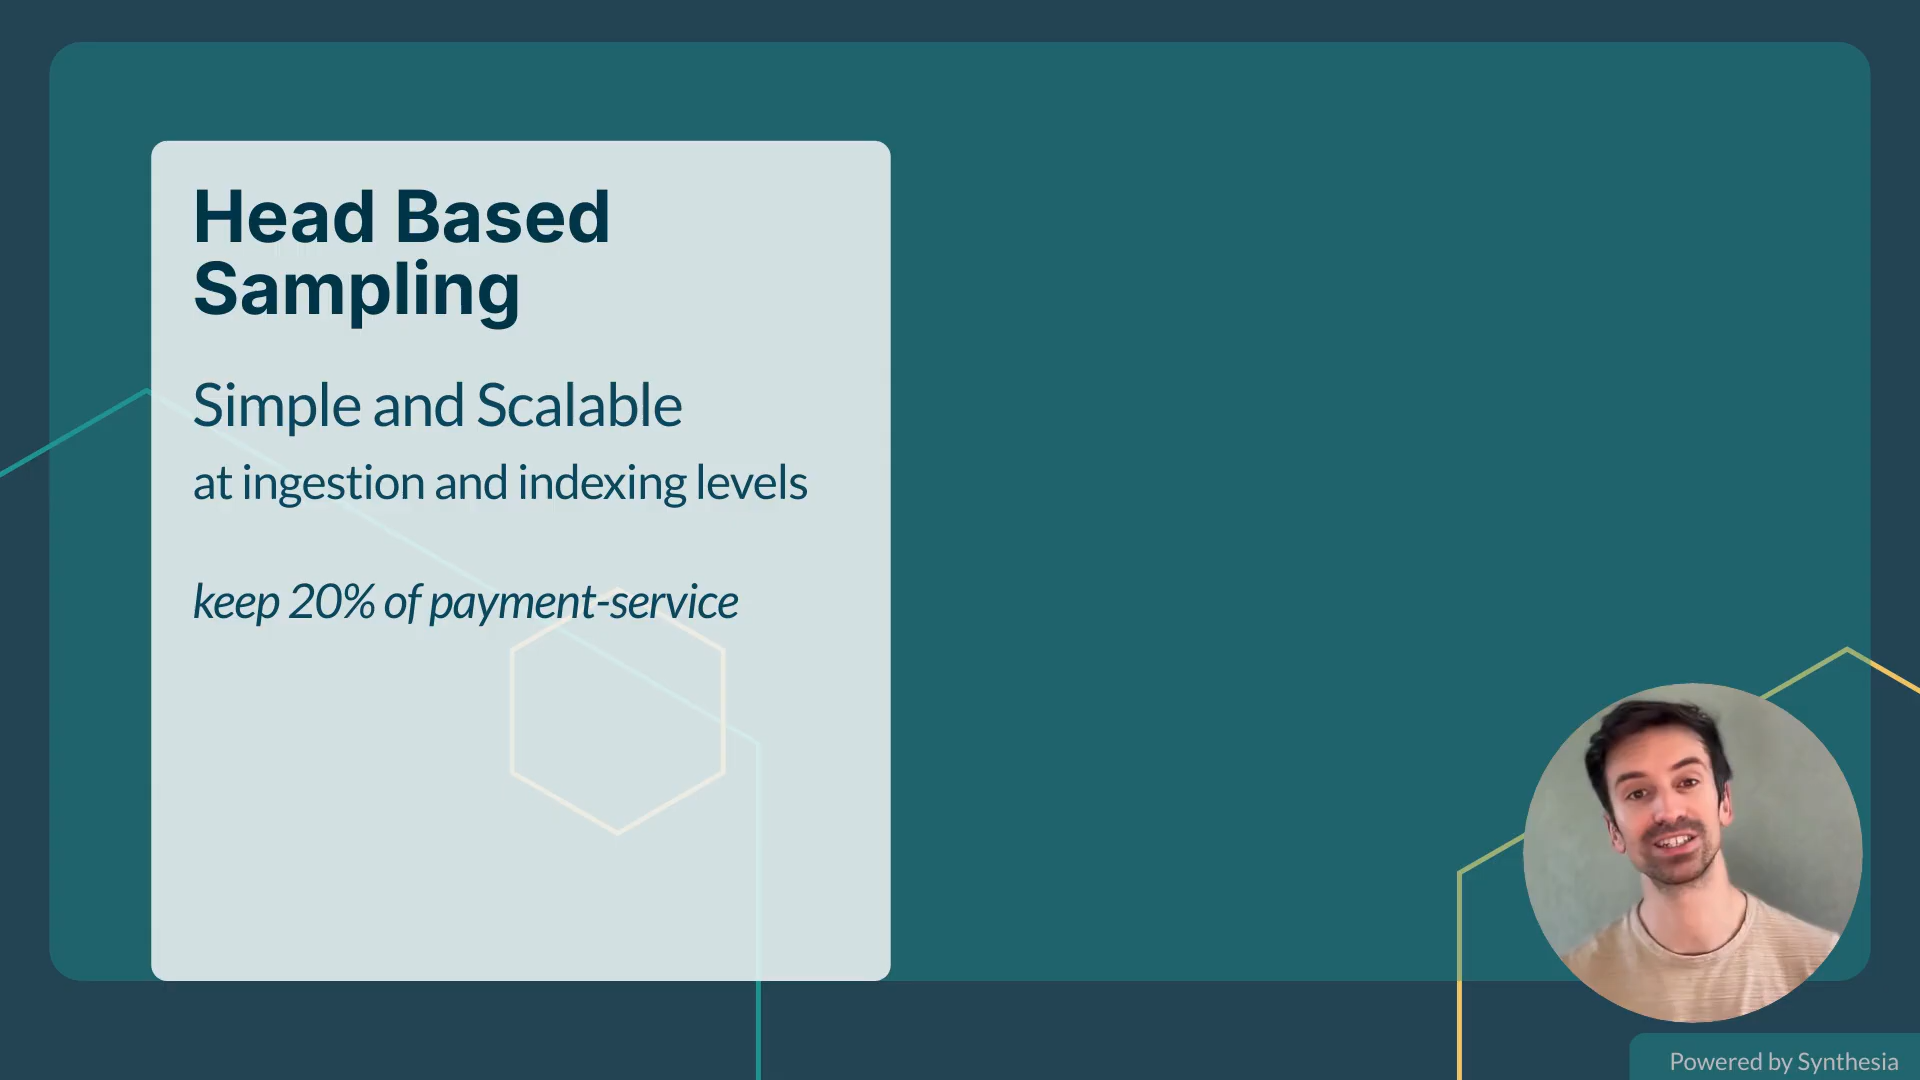 Head Based
Sampling
Simple and Scalable
at ingestion and indexing levels
keep 20% of payment-service
Powered by Synthesia